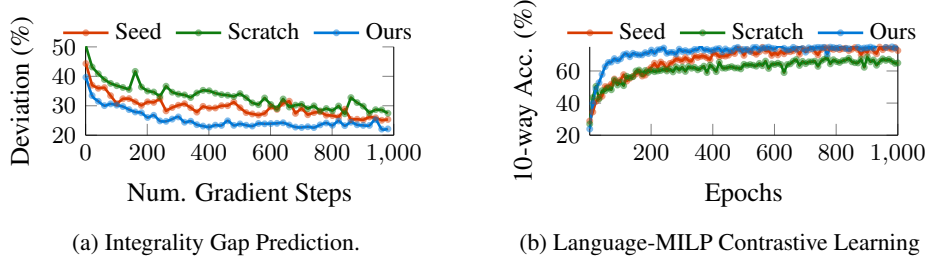 Seed Scratch Ours
Deviation (%)
50
40
30
20
0 200 400 600 800 1,000
Num. Gradient Steps
(a) Integrality Gap Prediction.
Seed Scratch Ours
10-way Acc. (%)
60
40
20
200 400 600 800 1,000
Epochs
(b) Language-MILP Contrastive Learning